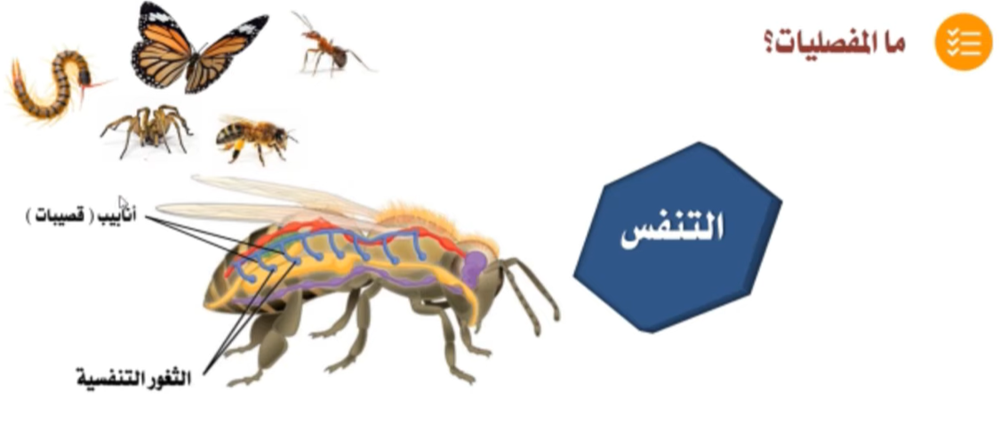 ما المفصليات؟
التنفس
أنابيب ( قصيبات )
الثغور التنفسية